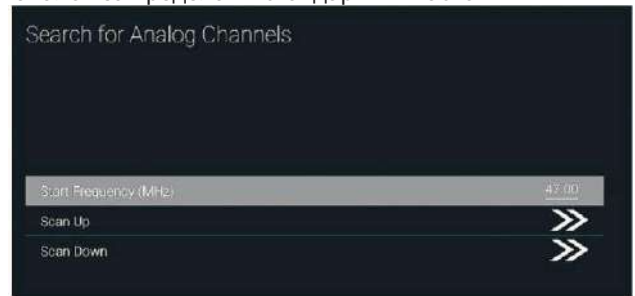 Search for Analog Channels
Start Frequency (MHz) 47.00
Scan Up
Scan Down